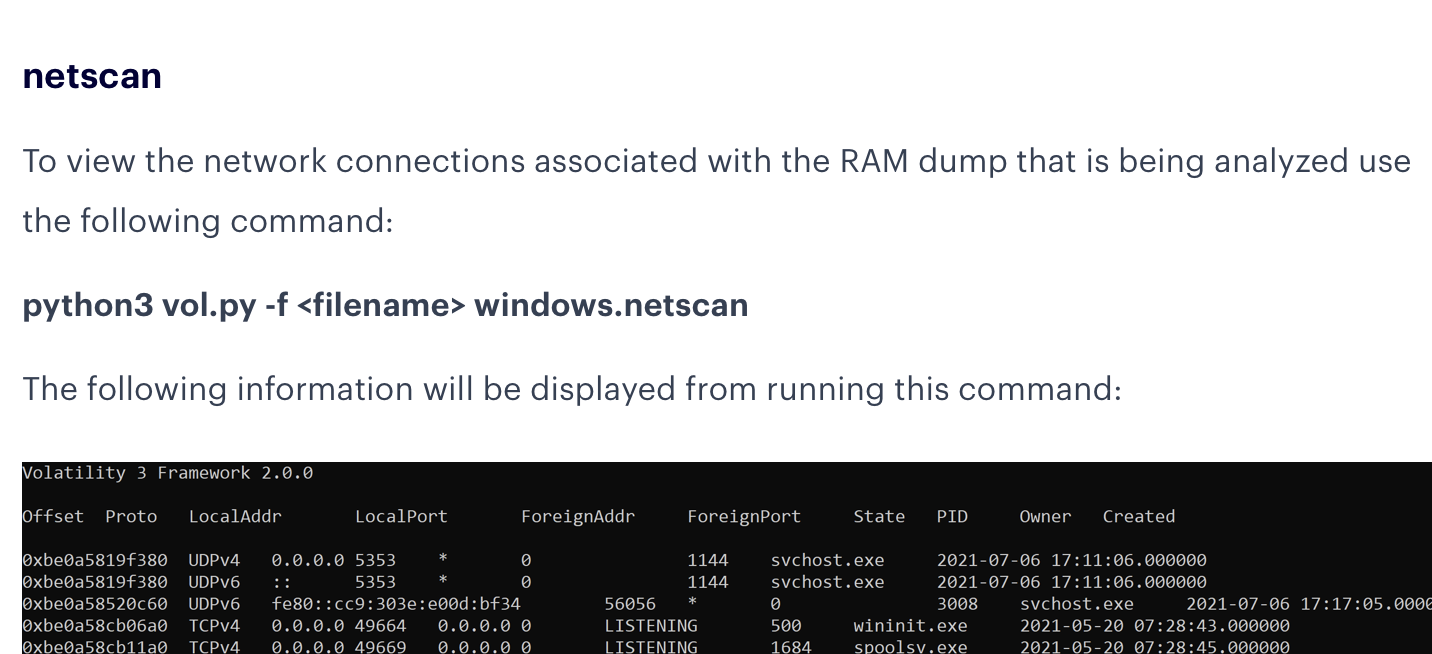 netscan
To view the network connections associated with the RAM dump that is being analyzed use
the following command:
python3 vol.py -f <filename> windows.netscan
The following information will be displayed from running this command:
Volatility 3 Framework 2.0.0
Offset Proto LocalAddr LocalPort ForeignAddr ForeignPort State PID Owner Created
0xbe0a5819f380 UDPv4 0.0.0.0 5353 * 0 1144 svchost.exe 2021-07-06 17:11:06.000000
0xbe0a5819f380 UDPv6 :: 5353 * 0 1144 svchost.exe 2021-07-06 17:11:06.000000
0xbe0a58520c60 UDPv6 fe80::cc9:303e:e00d:bf34 56056 * 0 3008 svchost.exe 2021-07-06 17:17:05.0000
0xbe0a58cb06a0 TCPv4 0.0.0.0 49664 0.0.0.0 0 LISTENING 500 wininit.exe 2021-05-20 07:28:43.000000
0xbe0a58cb11a0 TCPv4 0.0.0.0 49669 0.0.0.0 0 LISTENING 1684 spoolsv.exe 2021-05-20 07:28:45.000000